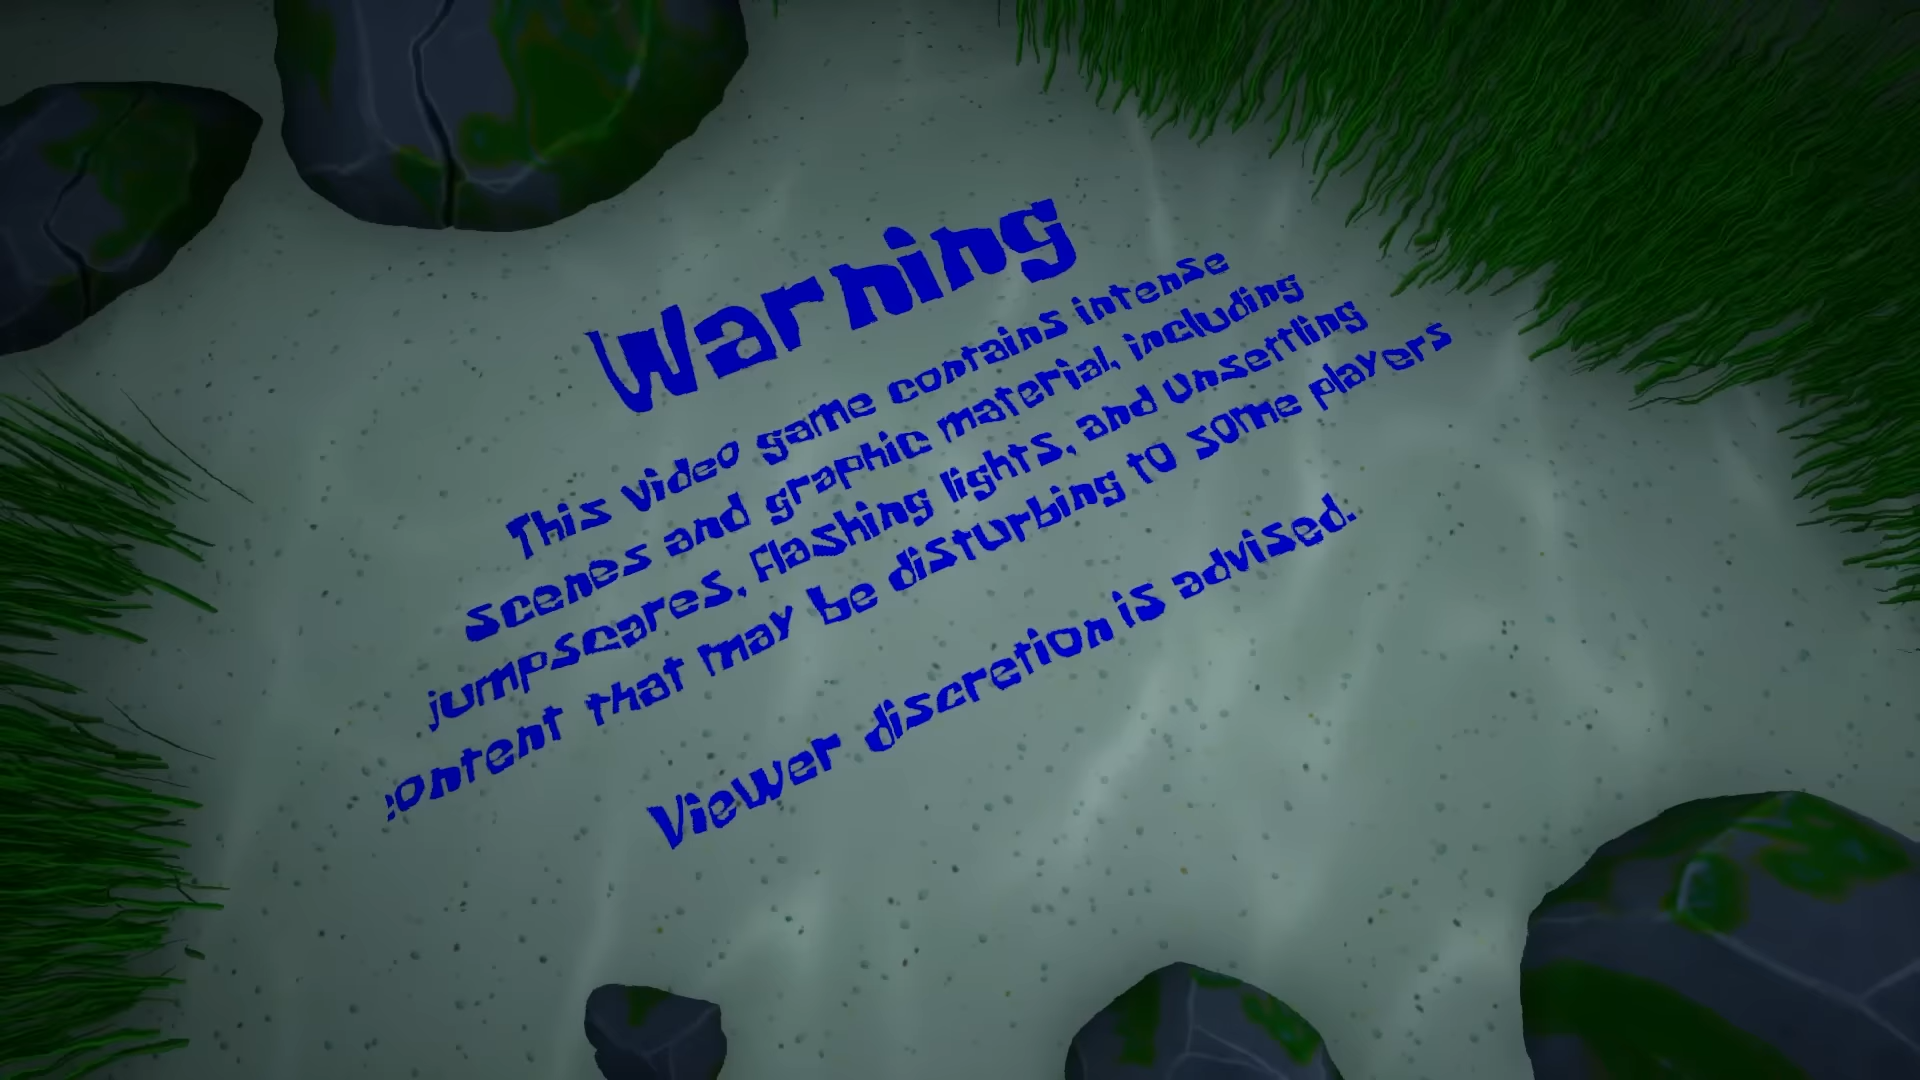 Warning
This video game contains intense
scenes and graphic material, including
jumpscares, flashing lights, and unsettling
content that may be disturbing to some players
Viewer discretion is advised.